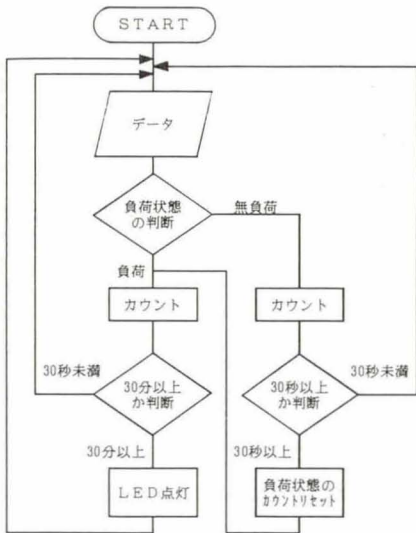 START
データ
負荷状態
の判断
無負荷
負荷
カウント
カウント
30秒未満
30分以上
か判断
30秒以上
か判断
30秒未満
30分以上
30秒以上
LED点灯
負荷状態の
カウントリセット